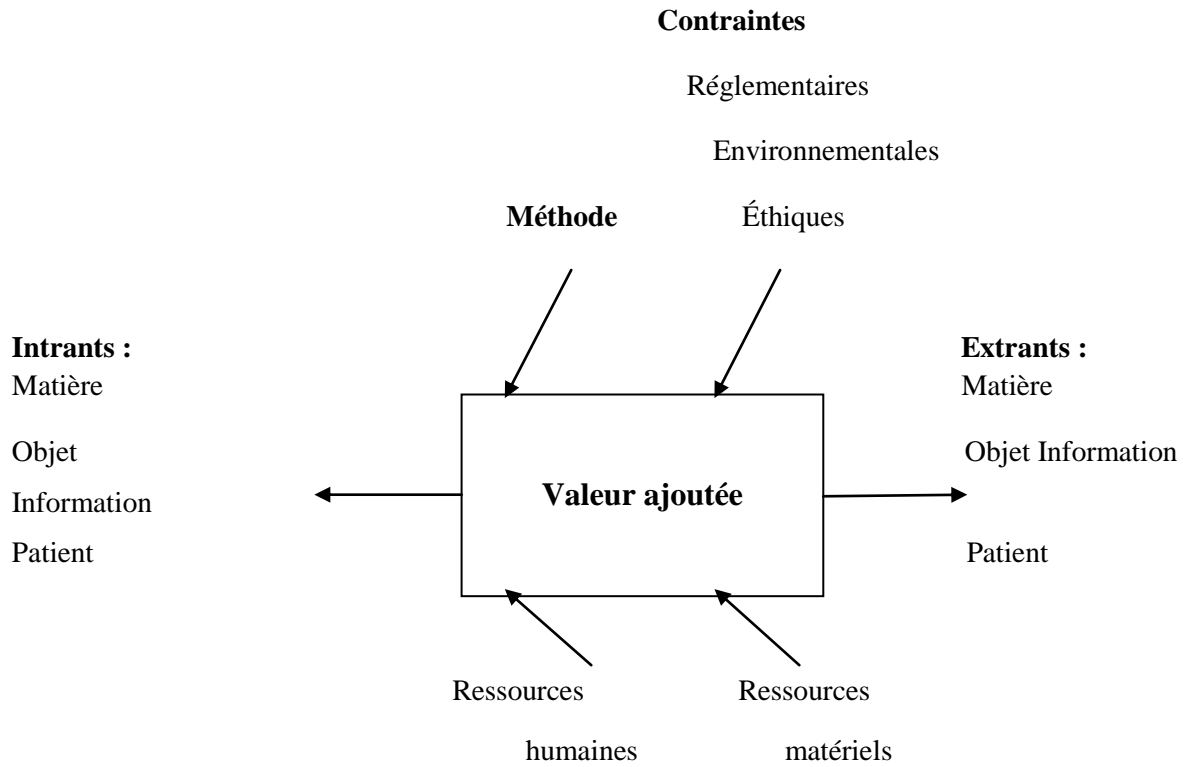 Contraintes
Réglementaires
Environnementales
Méthode
Éthiques
Intrants :
Matière
Objet
Information
Patient
Valeur ajoutée
Extrants :
Matière
Objet Information
Patient
Ressources
humaines
Ressources
matériels